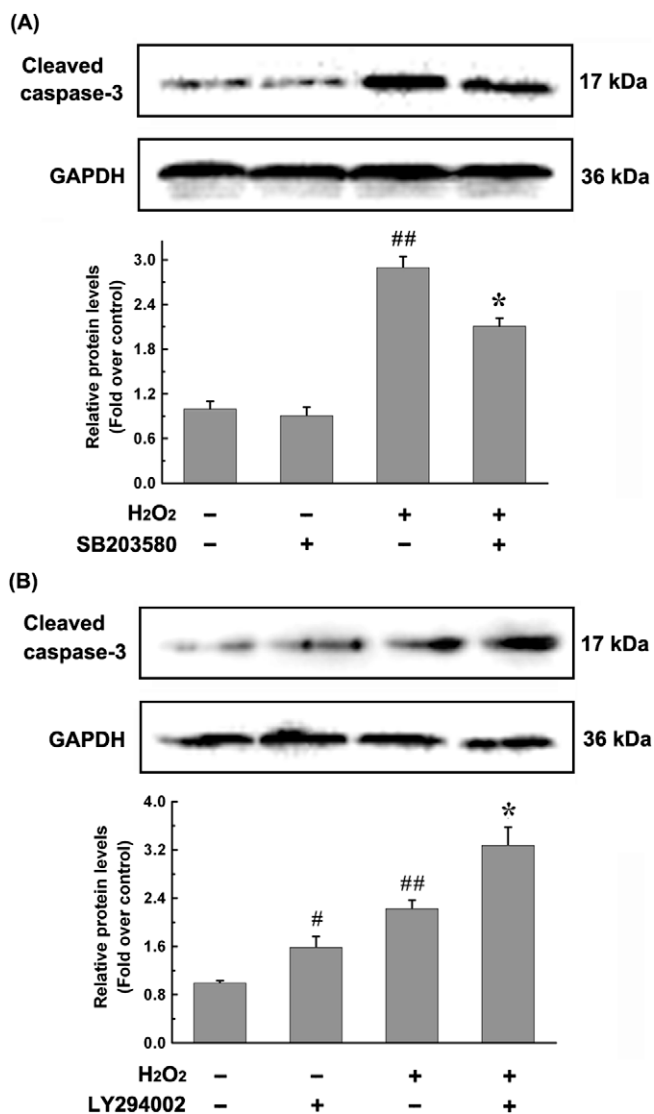 (A)
Cleaved
caspase-3
17 kDa
GAPDH
36 kDa
Relative protein levels
(Fold over control)
3.0
2.4
1.2
0.6
0.0
##
*
H2O2 – – + +
SB203580 – + – +
(B)
Cleaved
caspase-3
17 kDa
GAPDH
36 kDa
Relative protein levels
(Fold over control)
4.0
3.2
2.4
1.6
0.8
0.0
#
##
*
H2O2 – – + +
LY294002 – + – +